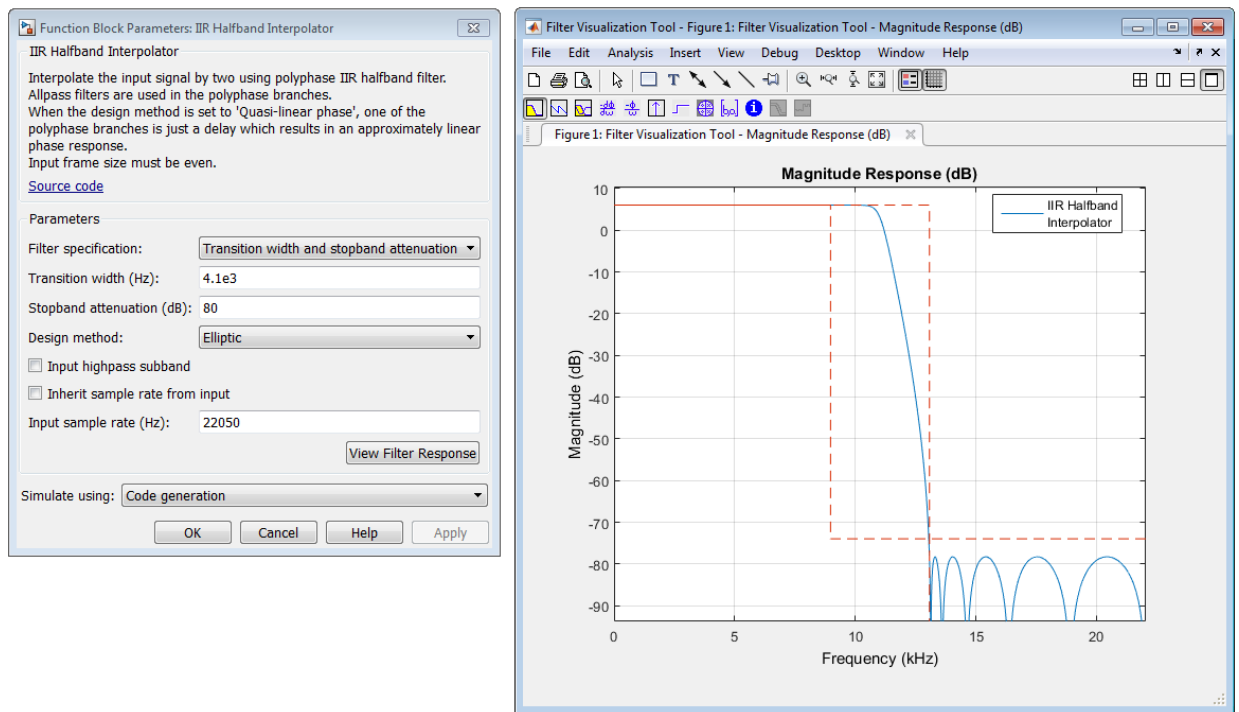 Function Block Parameters: IIR Halfband Interpolator
IIR Halfband Interpolator
Interpolate the input signal by two using polyphase IIR halfband filter.
Allpass filters are used in the polyphase branches.
When the design method is set to 'Quasi-linear phase', one of the
polyphase branches is just a delay which results in an approximately linear
phase response.
Input frame size must be even.
Source code
Parameters
Filter specification: Transition width and stopband attenuation
Transition width (Hz): 4.1e3
Stopband attenuation (dB): 80
Design method: Elliptic
Input highpass subband
Inherit sample rate from input
Input sample rate (Hz): 22050
View Filter Response
Simulate using: Code generation
OK Cancel Help Apply
Filter Visualization Tool - Figure 1: Filter Visualization Tool - Magnitude Response (dB)
File Edit Analysis Insert View Debug Desktop Window Help
Figure 1: Filter Visualization Tool - Magnitude Response (dB)
Magnitude Response (dB)
IIR Halfband
Interpolator
Magnitude (dB)
10
0
-10
-20
-30
-40
-50
-60
-70
-80
-90
0 5 10 15 20
Frequency (kHz)